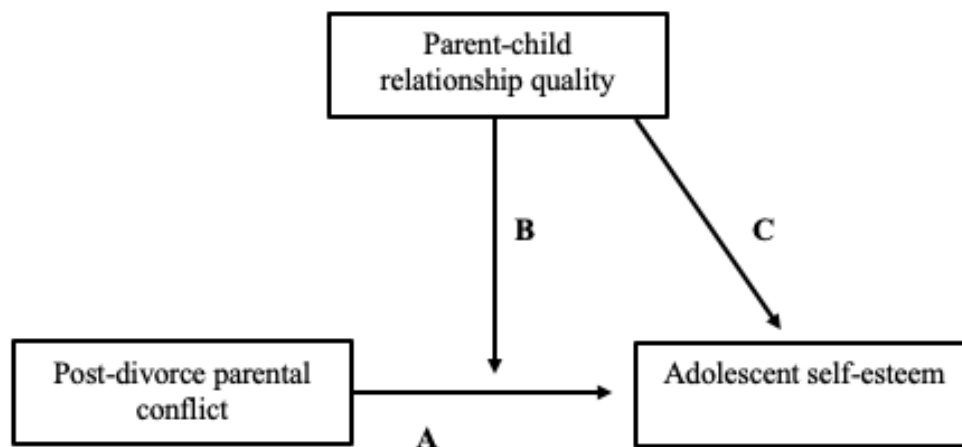 Parent-child
relationship quality
B
C
Post-divorce parental
conflict
Adolescent self-esteem
A